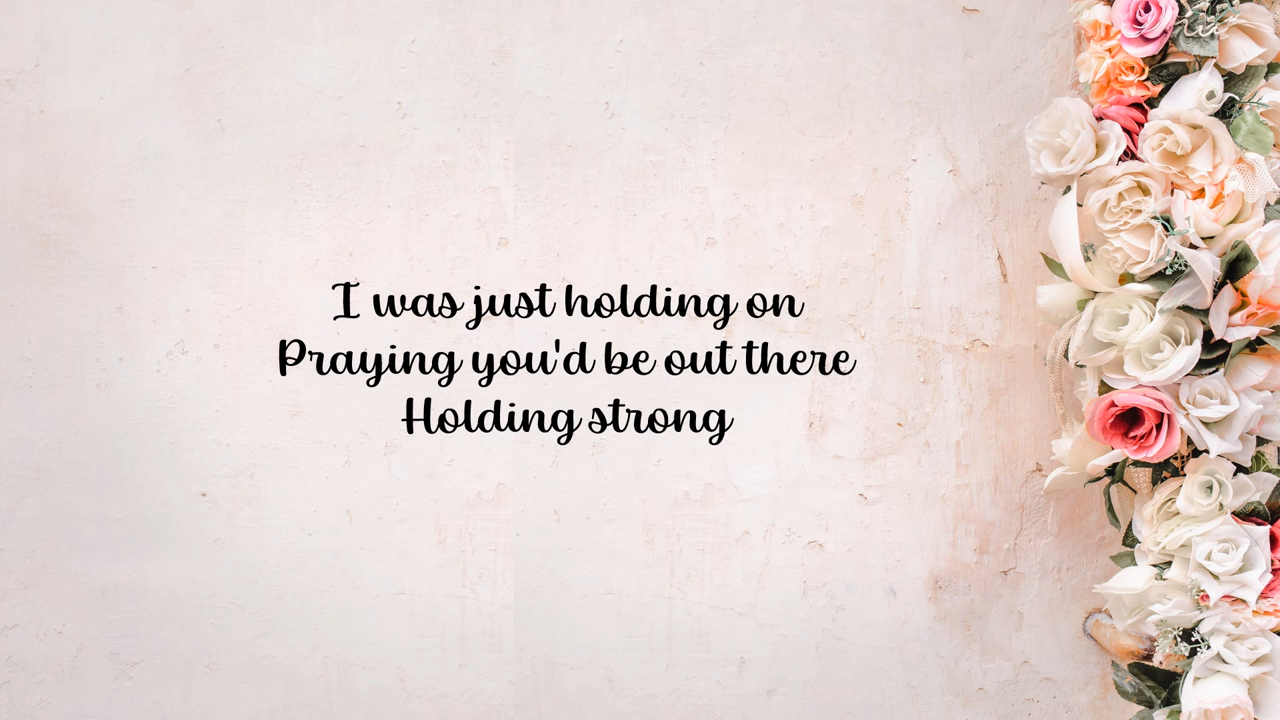 I was just holding on
Praying you'd be out there
Holding strong